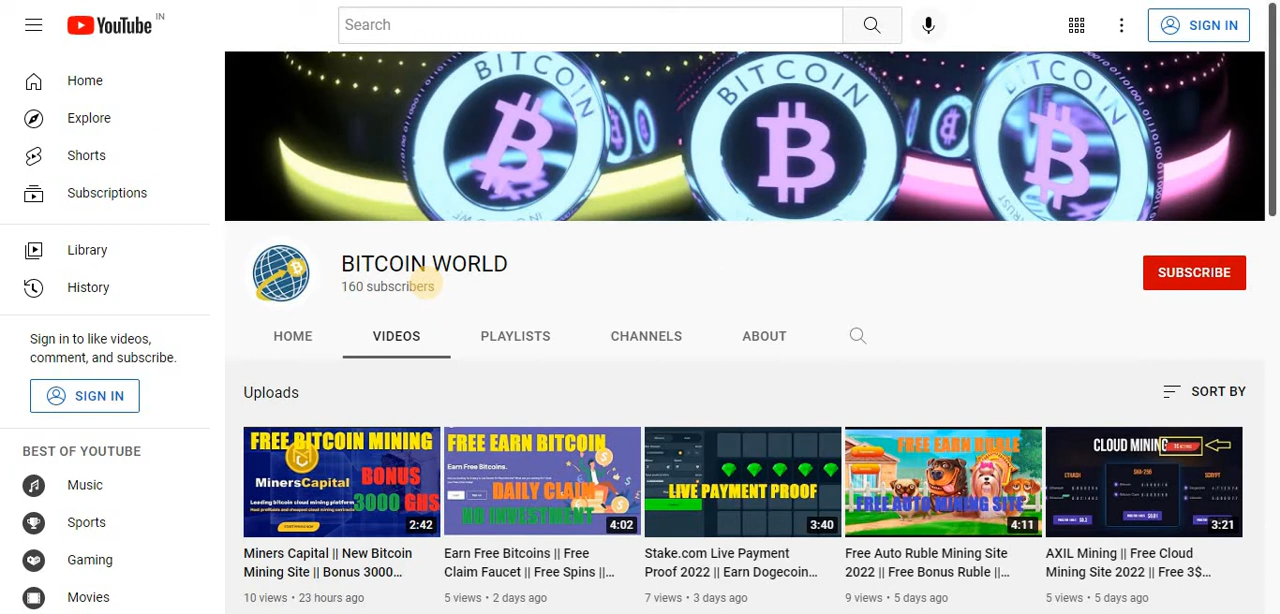 YouTube IN
Search
SIGN IN
Home
Explore
Shorts
Subscriptions
Library
History
Sign in to like videos,
comment, and subscribe.
SIGN IN
BEST OF YOUTUBE
Music
Sports
Gaming
Movies
BITCOIN
BITCOIN
BITCOIN WORLD
160 subscribers
SUBSCRIBE
HOME VIDEOS PLAYLISTS CHANNELS ABOUT
Uploads
SORT BY
FREE BITCOIN MINING
MinersCapital
BONUS
3000 GHS
2:42
Miners Capital || New Bitcoin
Mining Site || Bonus 3000...
10 views • 23 hours ago
FREE EARN BITCOIN
Earn Free Bitcoins.
DAILY CLAIM
NO INVESTMENT
4:02
Earn Free Bitcoins || Free
Claim Faucet || Free Spins ||...
5 views • 2 days ago
LIVE PAYMENT PROOF
3:40
Stake.com Live Payment
Proof 2022 || Earn Dogecoin...
7 views • 3 days ago
FREE EARN RUBLE
FREE AUTO MINING SITE
4:11
Free Auto Ruble Mining Site
2022 || Free Bonus Ruble ||...
9 views • 5 days ago
CLOUD MINING
SHA-256
3:21
AXIL Mining || Free Cloud
Mining Site 2022 || Free 3$...
5 views • 5 days ago